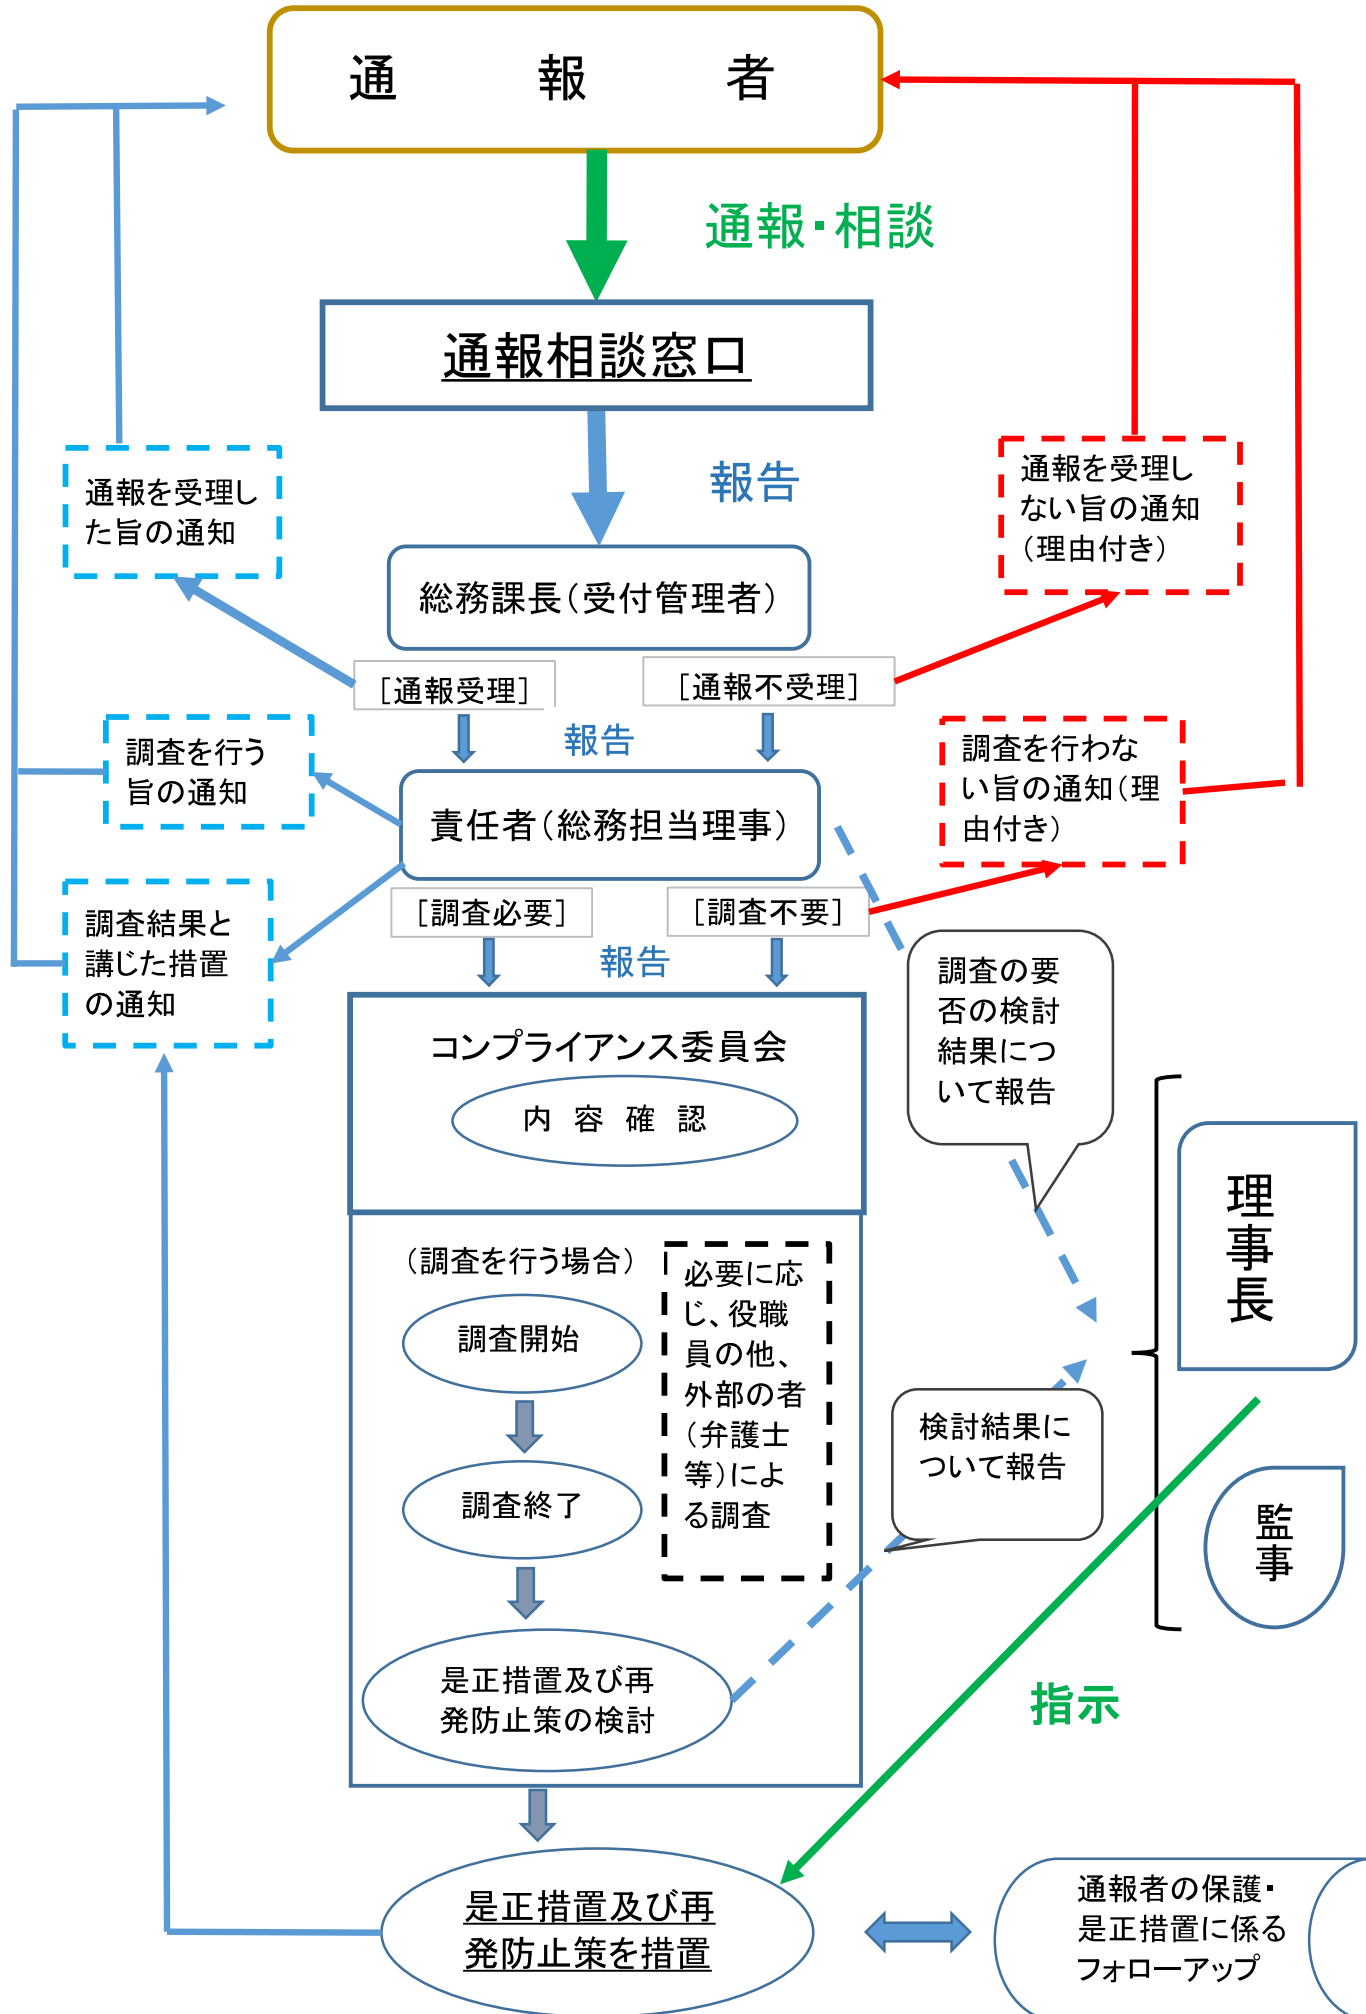 通　報　者
通報・相談
通報相談窓口
報告
通報を受理し
た旨の通知
通報を受理し
ない旨の通知
（理由付き）
総務課長（受付管理者）
［通報受理］
［通報不受理］
報告
調査を行う
旨の通知
調査を行わな
い旨の通知（理
由付き）
責任者（総務担当理事）
［調査必要］
［調査不要］
報告
調査結果と
講じた措置
の通知
調査の要
否の検討
結果につ
いて報告
コンプライアンス委員会
内　容　確　認
理
事
長
（調査を行う場合）
調査開始
調査終了
必要に応
じ、役職
員の他、
外部の者
（弁護士
等）によ
る調査
検討結果に
ついて報告
監
事
是正措置及び再
発防止策の検討
指示
是正措置及び再
発防止策を措置
通報者の保護・
是正措置に係る
フォローアップ